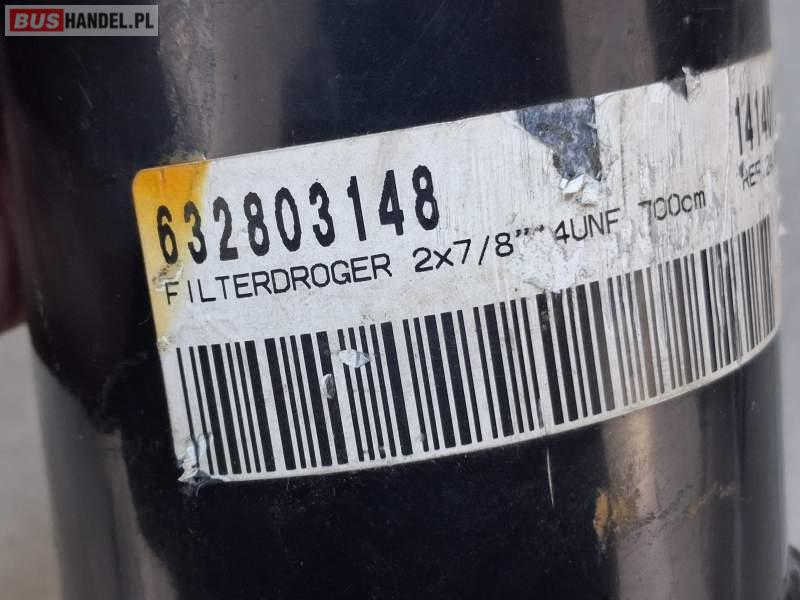 BUSHANDEL.PL
632803148
FILTERDROGER 2x7/8" 4UNF 700cm